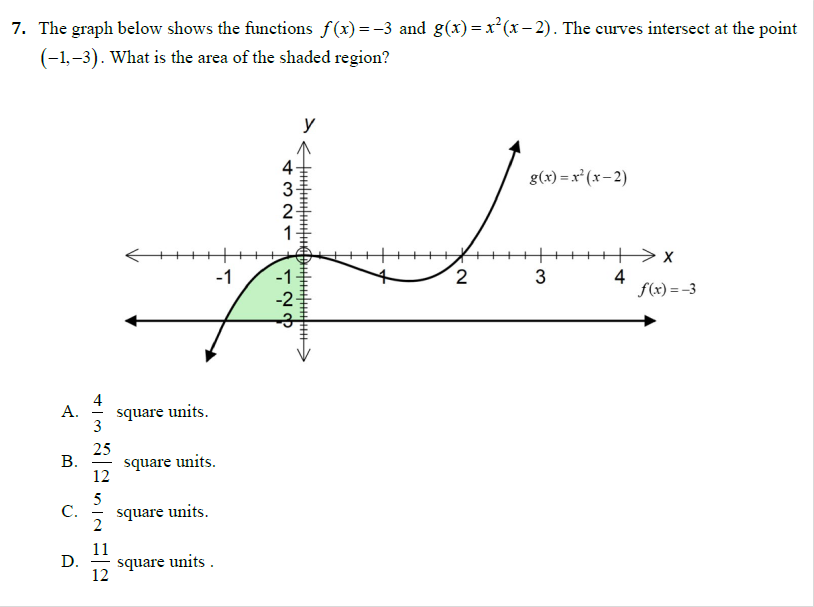 7. The graph below shows the functions f(x) = −3 and g(x) = x²(x − 2). The curves intersect at the point
(−1,−3). What is the area of the shaded region?
y
4
3
2
1
g(x) = x²(x − 2)
x
-1
-1
1
2
3
4
-2
f(x) = −3
-3
A. 4/3 square units.
B. 25/12 square units.
C. 5/2 square units.
D. 11/12 square units .